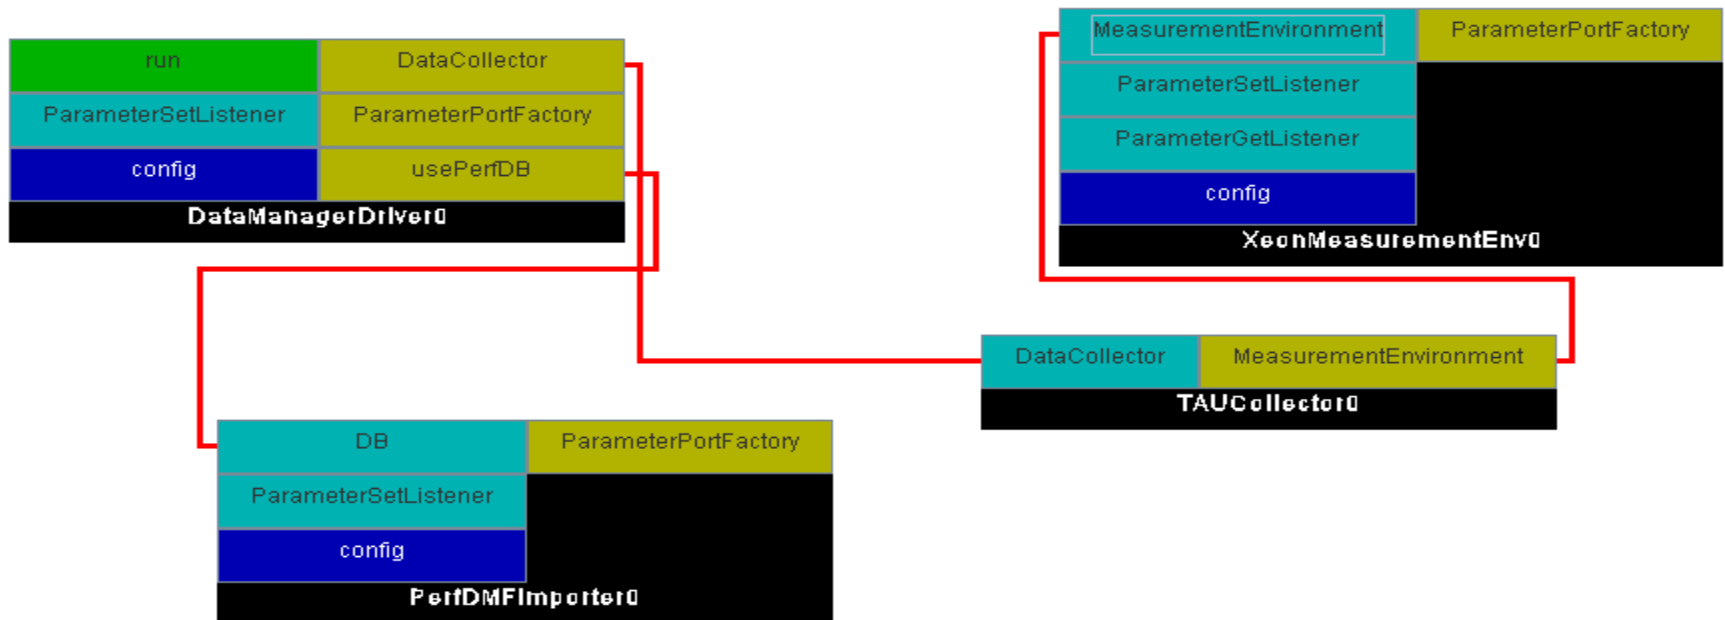 run DataCollector
ParameterSetListener ParameterPortFactory
config usePerfDB
DataManagerDriver0
MeasurementEnvironment ParameterPortFactory
ParameterSetListener
ParameterGetListener
config
XeonMeasurementEnv0
DataCollector MeasurementEnvironment
TAUCollector0
DB ParameterPortFactory
ParameterSetListener
config
PerfDMFImporter0